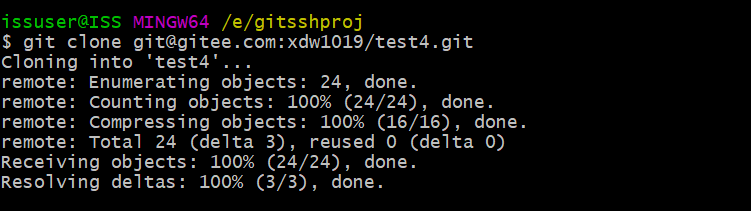 issuser@ISS MINGW64 /e/gitsshproj
$ git clone git@gitee.com:xdw1019/test4.git
Cloning into 'test4'...
remote: Enumerating objects: 24, done.
remote: Counting objects: 100% (24/24), done.
remote: Compressing objects: 100% (16/16), done.
remote: Total 24 (delta 3), reused 0 (delta 0)
Receiving objects: 100% (24/24), done.
Resolving deltas: 100% (3/3), done.